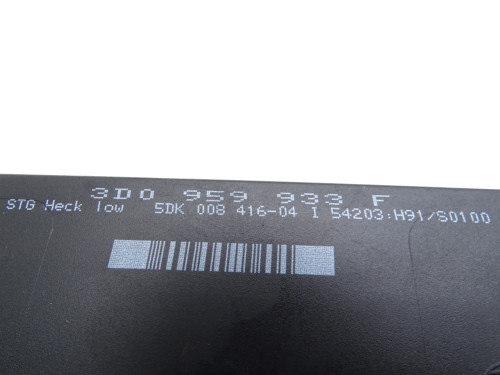 3D0 959 933 F
STG Heck low 5DK 008 416-04 I 54203:H91/S0100